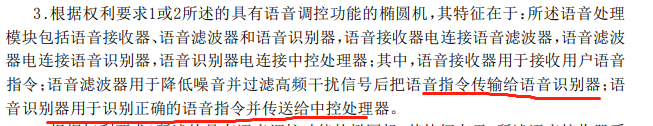 3.根据权利要求1或2所述的具有语音调控功能的椭圆机,其特征在于:所述语音处理
模块包括语音接收器、语音滤波器和语音识别器,语音接收器电连接语音滤波器,语音滤波
器电连接语音识别器,语音识别器电连接中控处理器;其中,语音接收器用于接收用户语音
指令;语音滤波器用于降低噪音并过滤高频干扰信号后把语音指令传输给语音识别器;语
音识别器用于识别正确的语音指令并传送给中控处理器。